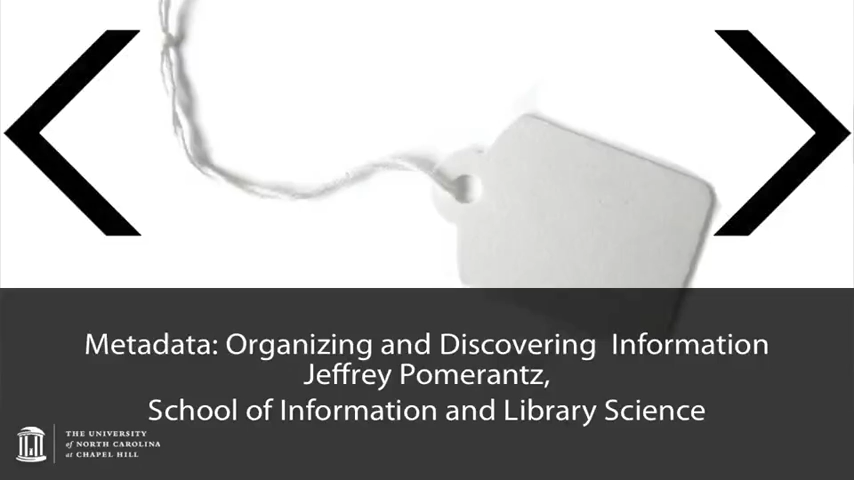 Metadata: Organizing and Discovering  Information
Jeffrey Pomerantz,
School of Information and Library Science
THE UNIVERSITY
of NORTH CAROLINA
at CHAPEL HILL